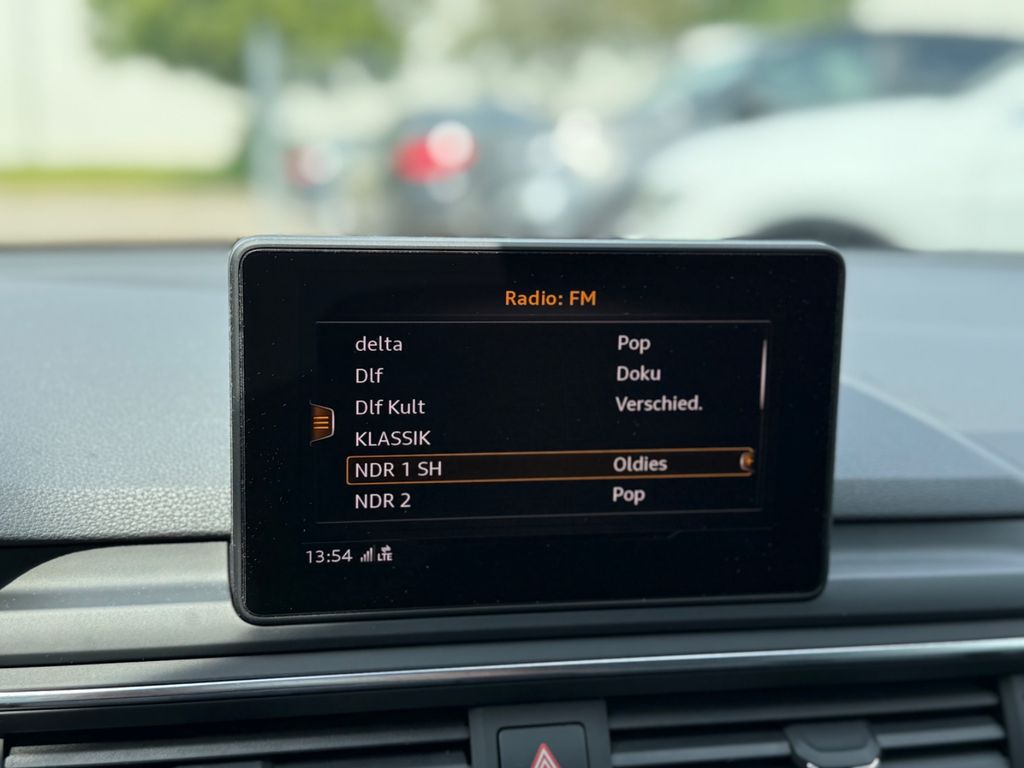 Radio: FM
delta Pop
Dlf Doku
Dlf Kult Verschied.
KLASSIK
NDR 1 SH Oldies
NDR 2 Pop
13:54 LTE